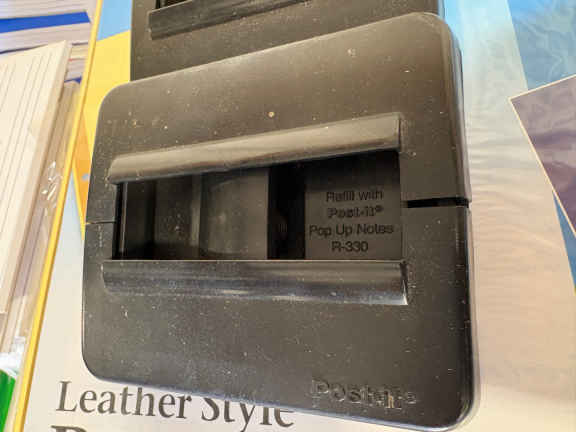 Refill with
Post-it®
Pop Up Notes
R-330
Post-it®
Leather Style